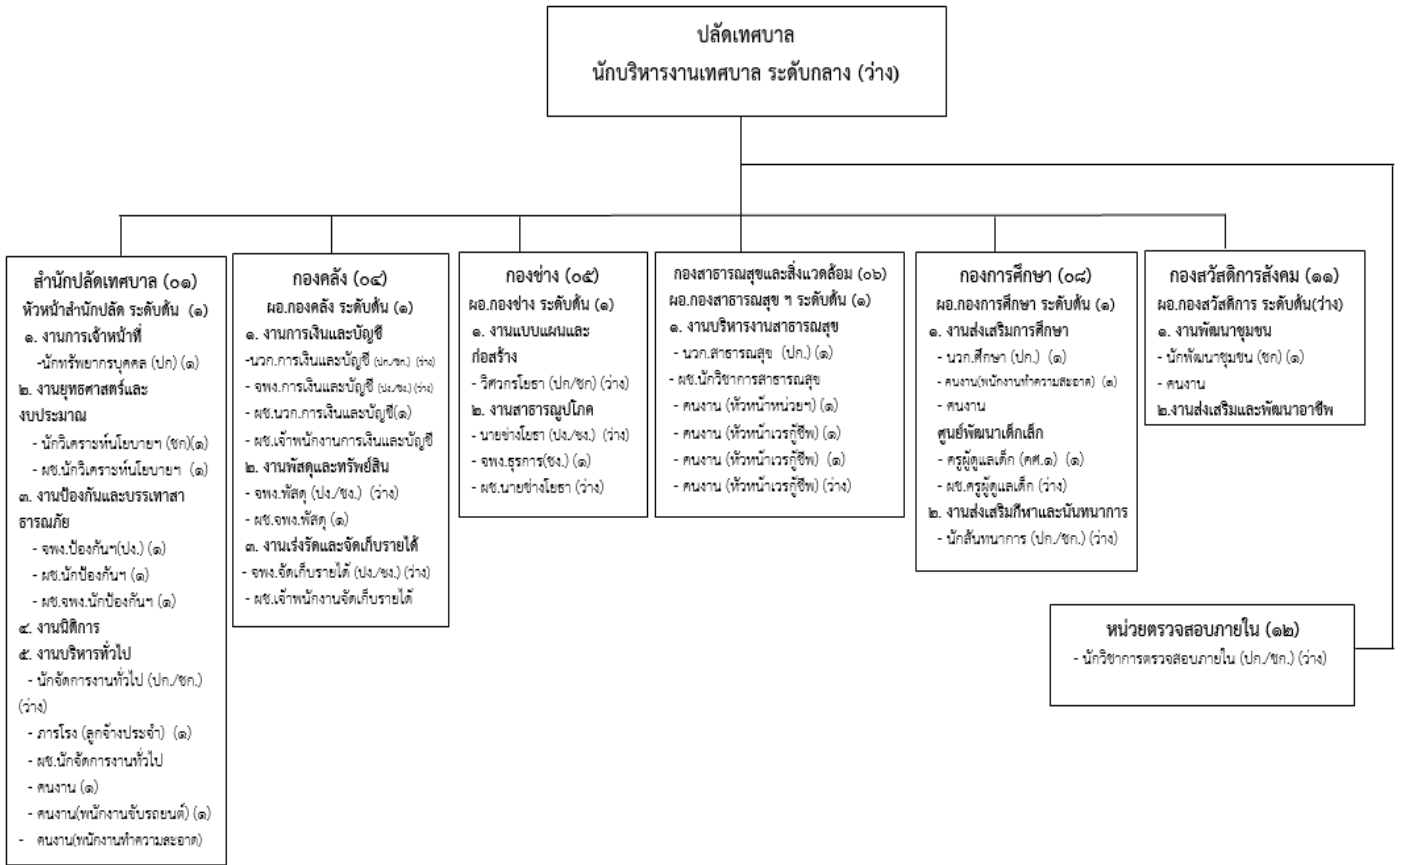 ปลัดเทศบาล
นักบริหารงานเทศบาล ระดับกลาง (ว่าง)
สำนักปลัดเทศบาล (๐๑)
หัวหน้าสำนักปลัด ระดับต้น (๑)
๑. งานการเจ้าหน้าที่
-นักทรัพยากรบุคคล (ปก) (๑)
๒. งานยุทธศาสตร์และ
งบประมาณ
- นักวิเคราะห์นโยบายฯ (ชก)(๑)
- ผช.นักวิเคราะห์นโยบายฯ (๑)
๓. งานป้องกันและบรรเทาสา
ธารณภัย
- จพง.ป้องกันฯ(ปง.) (๑)
- ผช.นักป้องกันฯ (๑)
- ผช.จพง.นักป้องกันฯ (๑)
๔. งานนิติการ
๕. งานบริหารทั่วไป
- นักจัดการงานทั่วไป (ปก./ชก.)
(ว่าง)
- ภารโรง (ลูกจ้างประจำ) (๑)
- ผช.นักจัดการงานทั่วไป
- คนงาน (๑)
- คนงาน(พนักงานขับรถยนต์) (๑)
- คนงาน(พนักงานทำความสะอาด)
กองคลัง (๐๔)
ผอ.กองคลัง ระดับต้น (๑)
๑. งานการเงินและบัญชี
-นวก.การเงินและบัญชี (ปก./ชก.) (ว่าง)
- จพง.การเงินและบัญชี (ปง./ชง.) (ว่าง)
- ผช.นวก.การเงินและบัญชี(๑)
- ผช.เจ้าพนักงานการเงินและบัญชี
๒. งานพัสดุและทรัพย์สิน
- จพง.พัสดุ (ปง./ชง.) (ว่าง)
- ผช.จพง.พัสดุ (๑)
๓. งานเร่งรัดและจัดเก็บรายได้
- จพง.จัดเก็บรายได้ (ปง./ชง.) (ว่าง)
- ผช.เจ้าพนักงานจัดเก็บรายได้
กองช่าง (๐๕)
ผอ.กองช่าง ระดับต้น (๑)
๑. งานแบบแผนและ
ก่อสร้าง
- วิศวกรโยธา (ปก/ชก) (ว่าง)
๒. งานสาธารณูปโภค
- นายช่างโยธา (ปง./ชง.) (ว่าง)
- จพง.ธุรการ(ชง.) (๑)
- ผช.นายช่างโยธา (ว่าง)
กองสาธารณสุขและสิ่งแวดล้อม (๐๖)
ผอ.กองสาธารณสุข ฯ ระดับต้น (๑)
๑. งานบริหารงานสาธารณสุข
- นวก.สาธารณสุข (ปก.) (๑)
- ผช.นักวิชาการสาธารณสุข
- คนงาน (หัวหน้าหน่วยฯ) (๑)
- คนงาน (หัวหน้าเวรกู้ชีพ) (๑)
- คนงาน (หัวหน้าเวรกู้ชีพ) (๑)
- คนงาน (หัวหน้าเวรกู้ชีพ) (ว่าง)
กองการศึกษา (๐๘)
ผอ.กองการศึกษา ระดับต้น (๑)
๑. งานส่งเสริมการศึกษา
- นวก.ศึกษา (ปก.) (๑)
- คนงาน(พนักงานทำความสะอาด) (๑)
- คนงาน
ศูนย์พัฒนาเด็กเล็ก
- ครูผู้ดูแลเด็ก (คศ.๑) (๑)
- ผช.ครูผู้ดูแลเด็ก (ว่าง)
๒. งานส่งเสริมกีฬาและนันทนาการ
- นักสันทนาการ (ปก./ชก.) (ว่าง)
กองสวัสดิการสังคม (๑๑)
ผอ.กองสวัสดิการ ระดับต้น(ว่าง)
๑. งานพัฒนาชุมชน
- นักพัฒนาชุมชน (ชก) (๑)
- คนงาน
๒.งานส่งเสริมและพัฒนาอาชีพ
หน่วยตรวจสอบภายใน (๑๒)
- นักวิชาการตรวจสอบภายใน (ปก./ชก.) (ว่าง)